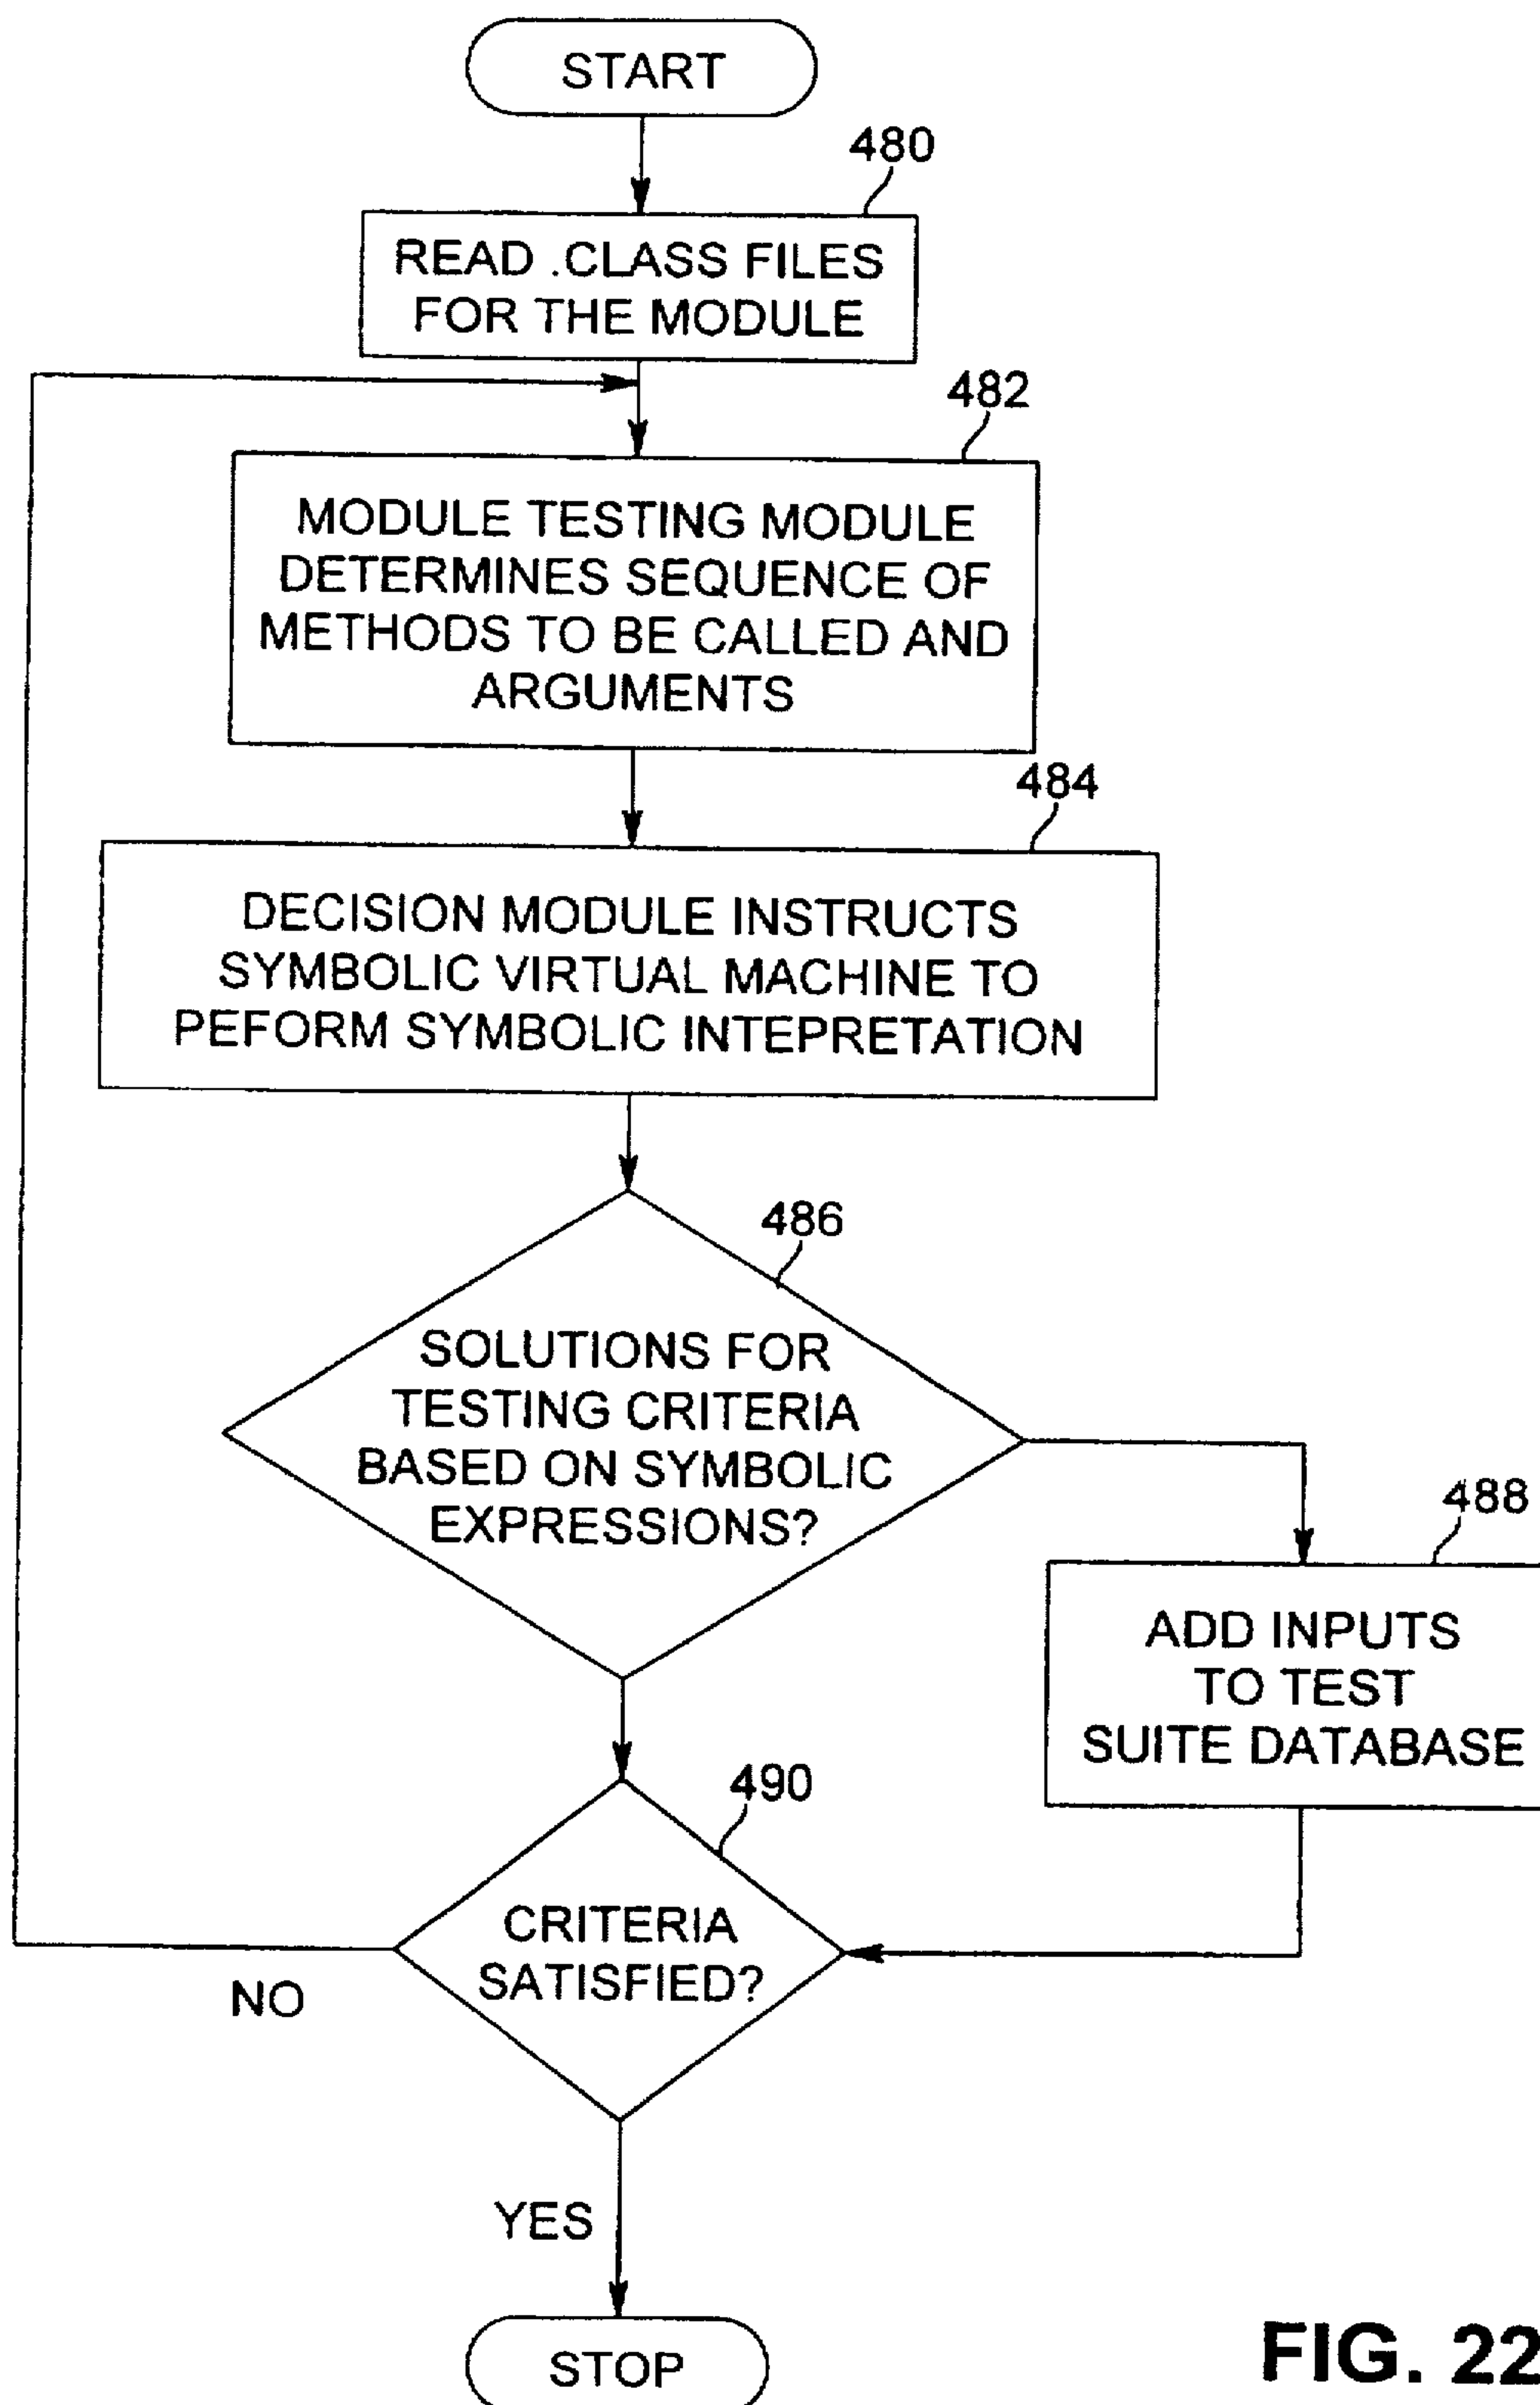 START
480
READ .CLASS FILES
FOR THE MODULE
482
MODULE TESTING MODULE
DETERMINES SEQUENCE OF
METHODS TO BE CALLED AND
ARGUMENTS
484
DECISION MODULE INSTRUCTS
SYMBOLIC VIRTUAL MACHINE TO
PEFORM SYMBOLIC INTEPRETATION
486
SOLUTIONS FOR
TESTING CRITERIA
BASED ON SYMBOLIC
EXPRESSIONS?
488
ADD INPUTS
TO TEST
SUITE DATABASE
490
CRITERIA
SATISFIED?
NO
YES
STOP
FIG. 22